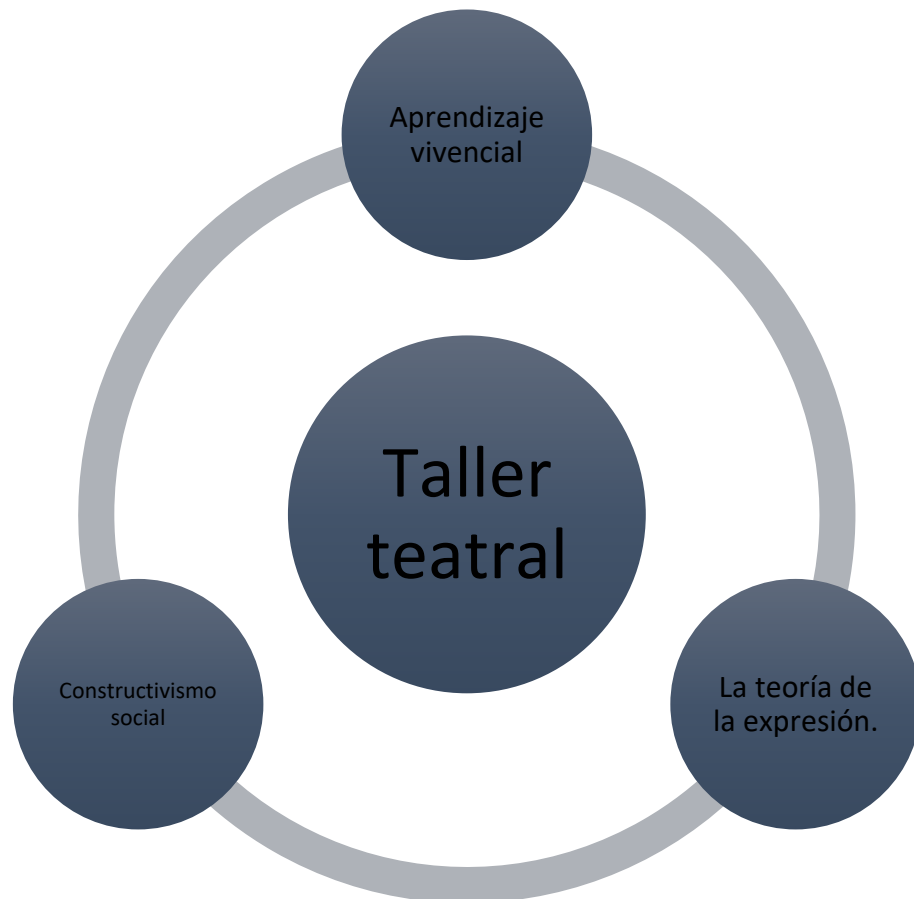 Aprendizaje
vivencial
Taller
teatral
Constructivismo
social
La teoría de
la expresión.